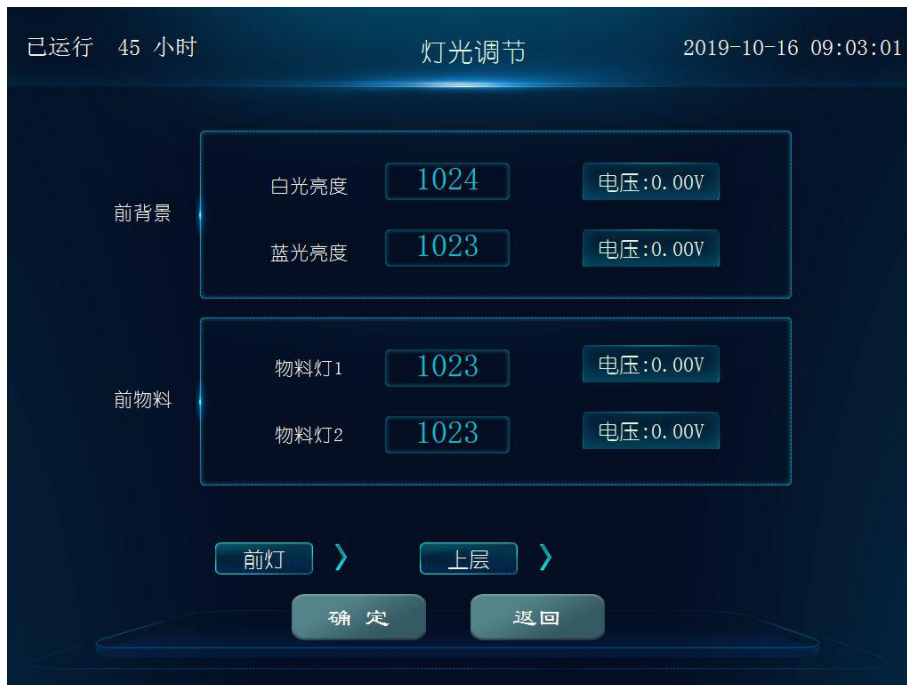 已运行 45 小时 灯光调节 2019-10-16 09:03:01
白光亮度 1024 电压:0.00V
前背景
蓝光亮度 1023 电压:0.00V
物料灯1 1023 电压:0.00V
前物料
物料灯2 1023 电压:0.00V
前灯 》 上层 》
确 定 返回